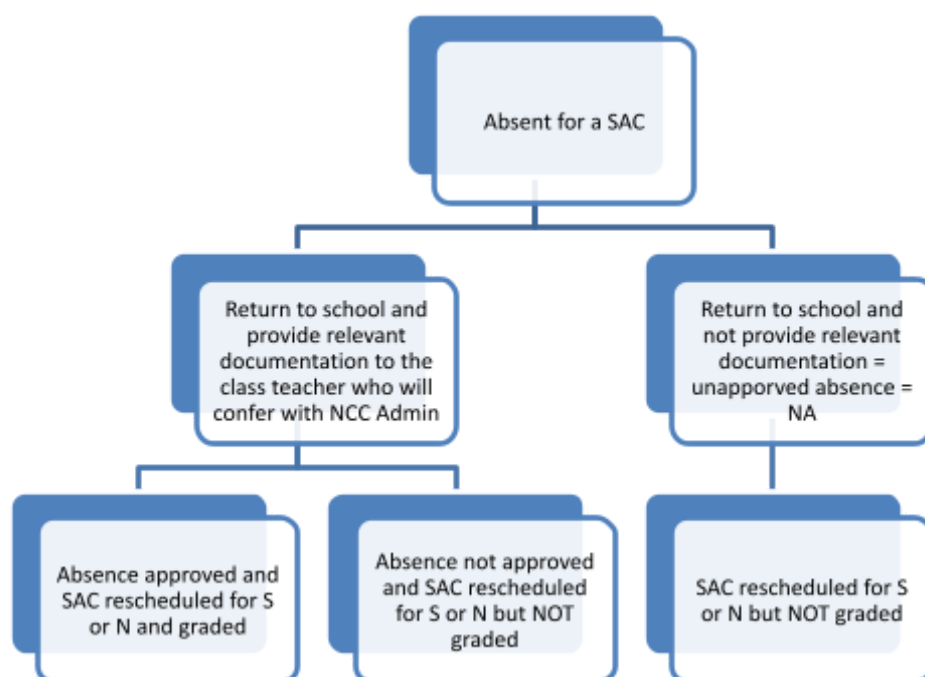 Absent for a SAC
Return to school and
provide relevant
documentation to the
class teacher who will
confer with NCC Admin
Return to school and
not provide relevant
documentation =
unapporved absence =
NA
Absence approved and
SAC rescheduled for S
or N and graded
Absence not approved
and SAC rescheduled
for S or N but NOT
graded
SAC rescheduled for S
or N but NOT graded